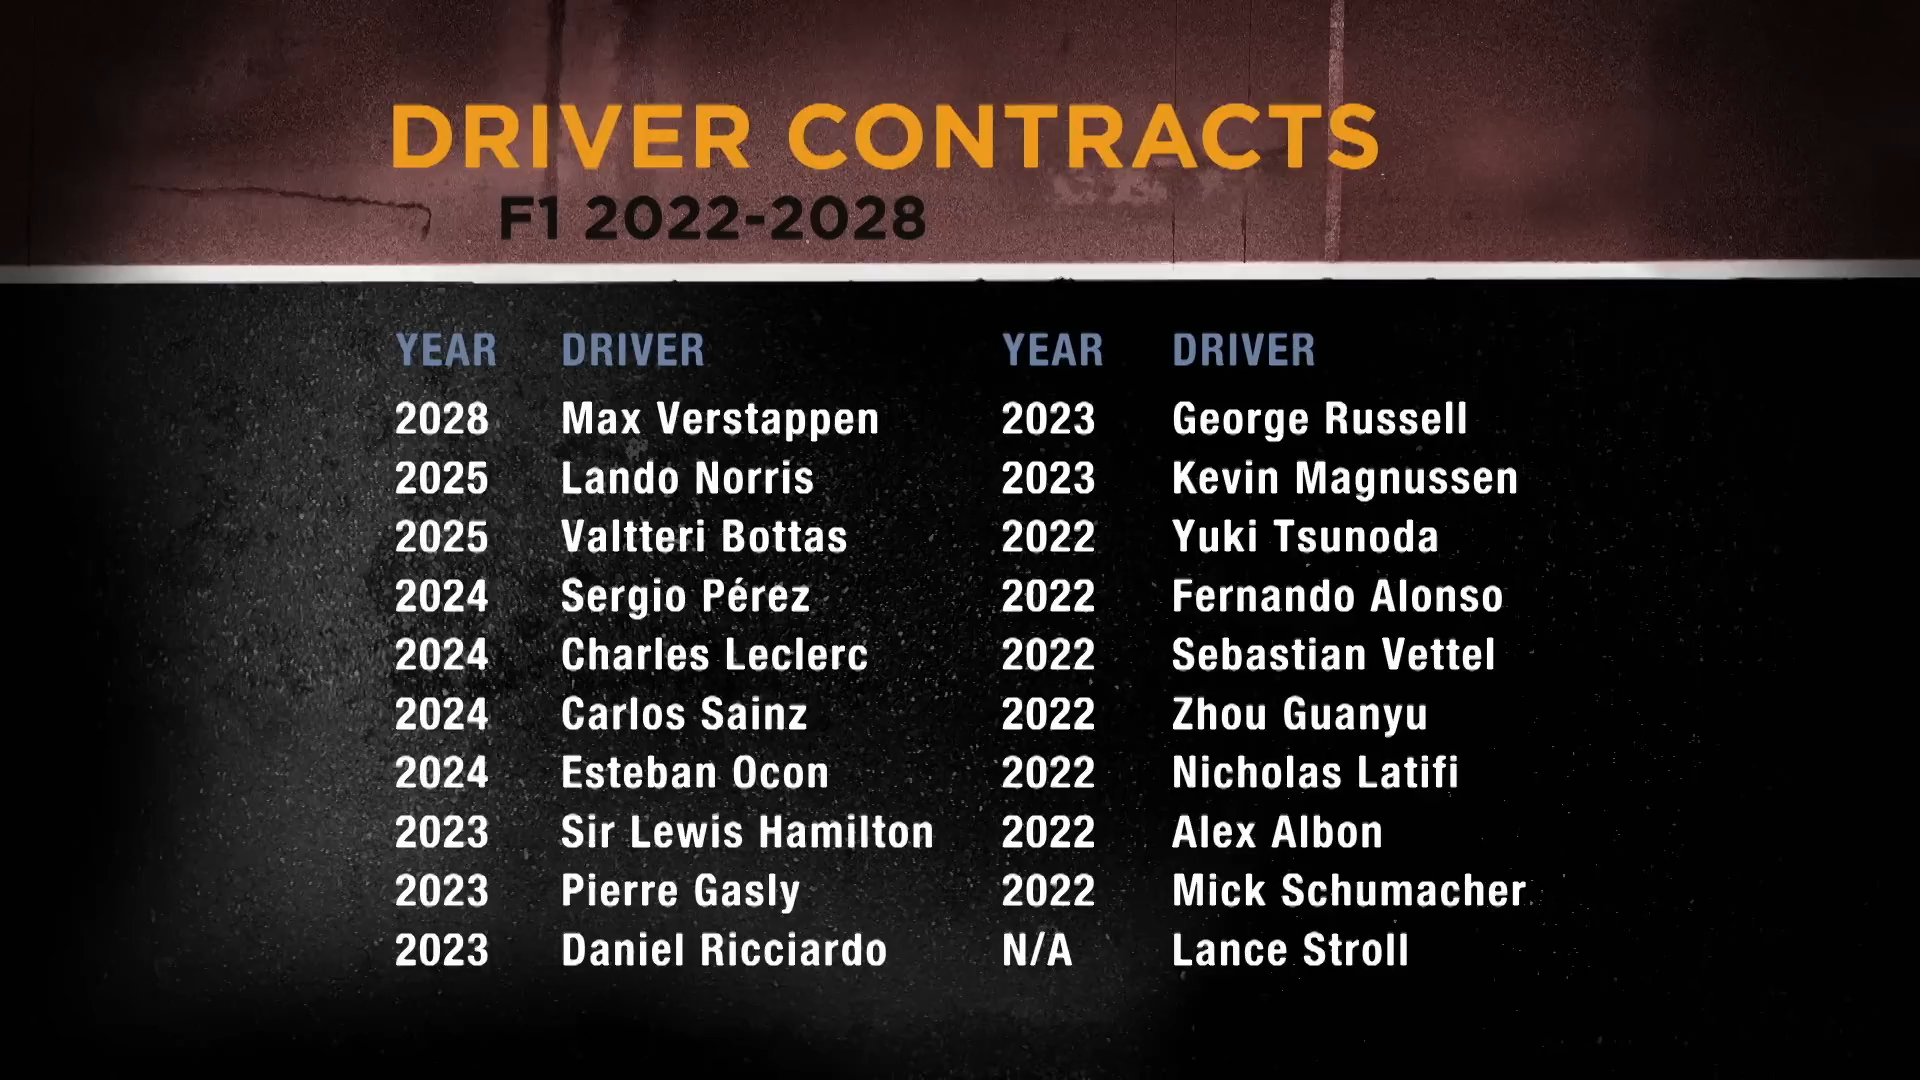 DRIVER CONTRACTS
F1 2022-2028
YEAR DRIVER YEAR DRIVER
2028 Max Verstappen 2023 George Russell
2025 Lando Norris 2023 Kevin Magnussen
2025 Valtteri Bottas 2022 Yuki Tsunoda
2024 Sergio Pérez 2022 Fernando Alonso
2024 Charles Leclerc 2022 Sebastian Vettel
2024 Carlos Sainz 2022 Zhou Guanyu
2024 Esteban Ocon 2022 Nicholas Latifi
2023 Sir Lewis Hamilton 2022 Alex Albon
2023 Pierre Gasly 2022 Mick Schumacher
2023 Daniel Ricciardo N/A Lance Stroll